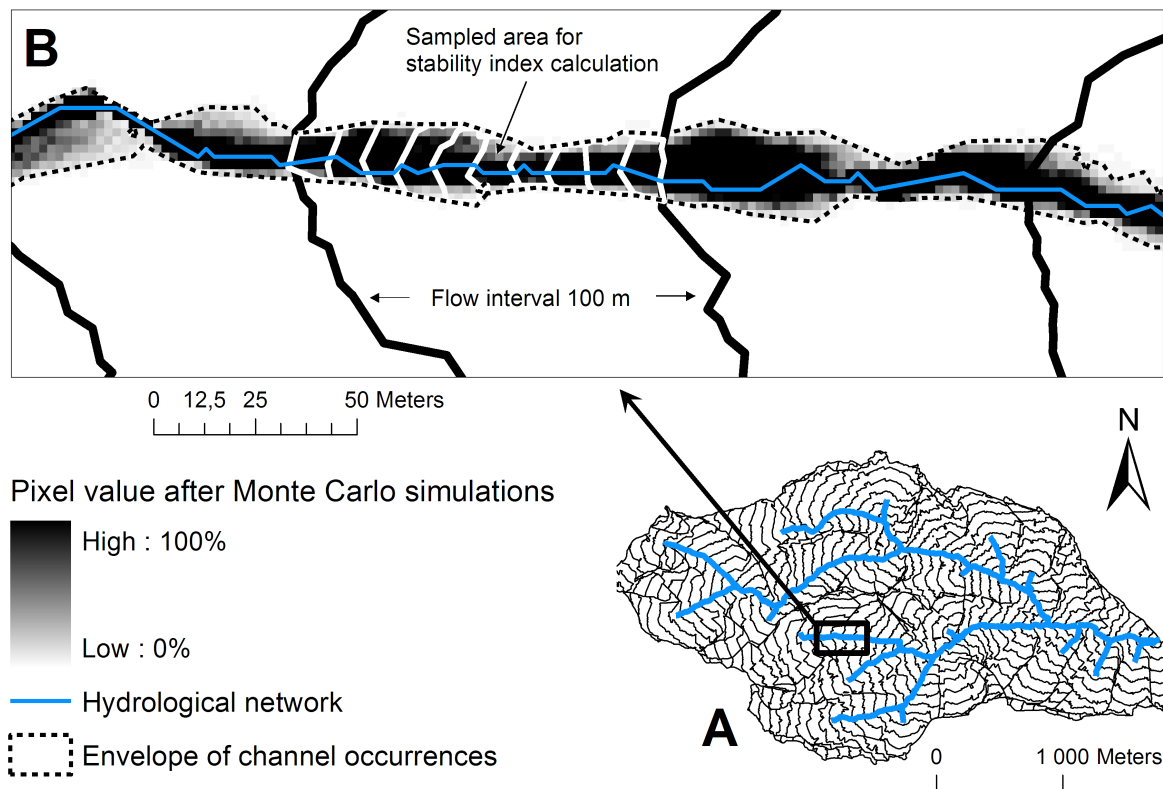 B
Sampled area for
stability index calculation
Flow interval 100 m
0 12,5 25 50 Meters
N
Pixel value after Monte Carlo simulations
High : 100%
Low : 0%
Hydrological network
Envelope of channel occurrences
A
0 1 000 Meters